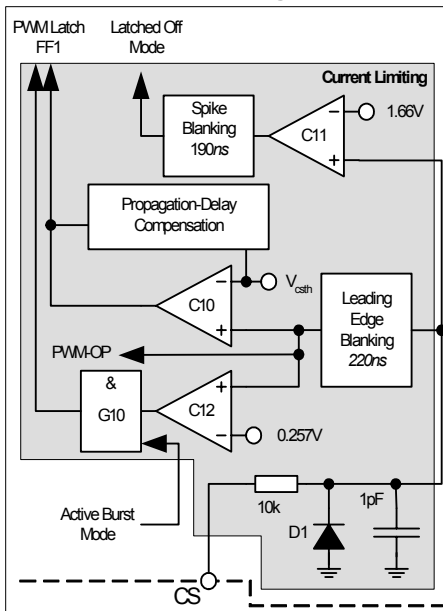 PWM Latch
FF1
Latched Off
Mode
Current Limiting
Spike
Blanking
190ns
C11
1.66V
Propagation-Delay
Compensation
C10
Vcsth
Leading
Edge
Blanking
220ns
PWM-OP
&
G10
C12
0.257V
Active Burst
Mode
10k
D1
1pF
CS